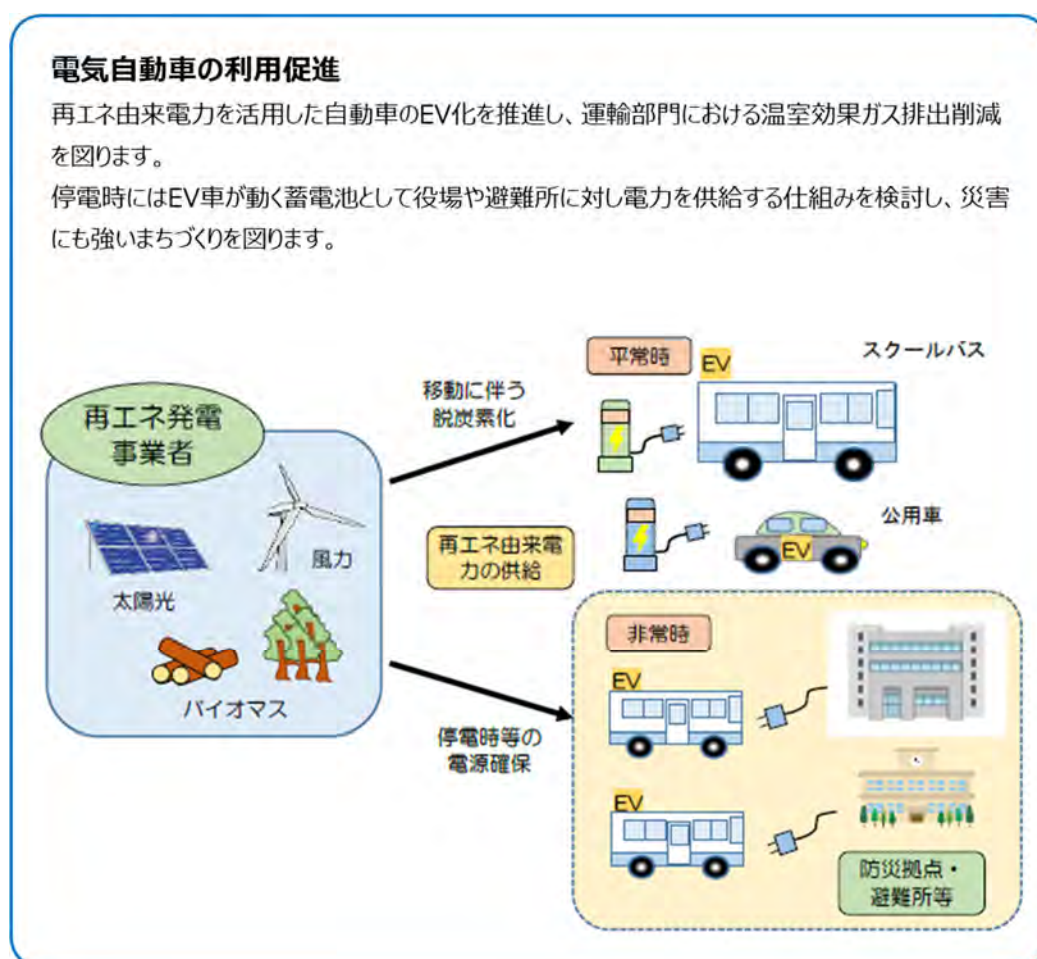 電気自動車の利用促進
再エネ由来電力を活用した自動車のEV化を推進し、運輸部門における温室効果ガス排出削減
を図ります。
停電時にはEV車が動く蓄電池として役場や避難所に対し電力を供給する仕組みを検討し、災害
にも強いまちづくりを図ります。
平常時
EV
スクールバス
移動に伴う
脱炭素化
再エネ発電
事業者
公用車
EV
再エネ由来電
力の供給
風力
太陽光
バイオマス
非常時
EV
停電時等の
電源確保
EV
防災拠点・
避難所等